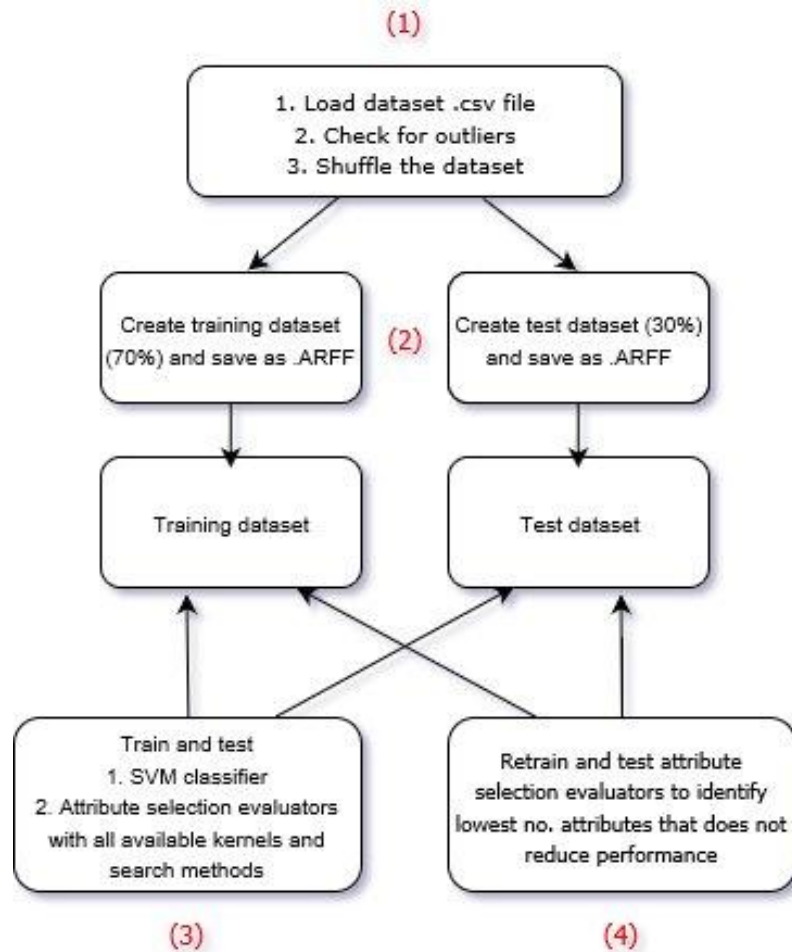 (1)
1. Load dataset .csv file
2. Check for outliers
3. Shuffle the dataset
Create training dataset
(70%) and save as .ARFF
(2)
Create test dataset (30%)
and save as .ARFF
Training dataset
Test dataset
Train and test
1. SVM classifier
2. Attribute selection evaluators
with all available kernels and
search methods
Retrain and test attribute
selection evaluators to identify
lowest no. attributes that does not
reduce performance
(3)
(4)